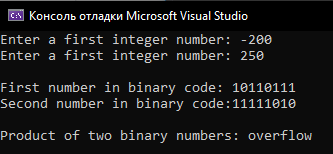 Консоль отладки Microsoft Visual Studio
Enter a first integer number: -200
Enter a first integer number: 250
First number in binary code: 10110111
Second number in binary code:11111010
Product of two binary numbers: overflow